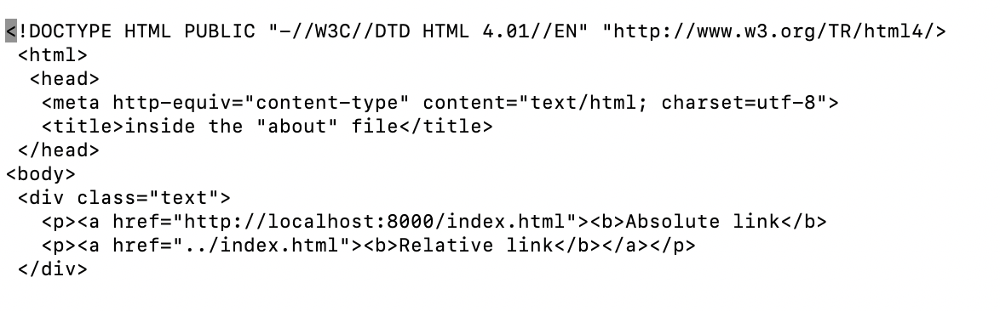 <!DOCTYPE HTML PUBLIC "-//W3C//DTD HTML 4.01//EN" "http://www.w3.org/TR/html4/>
 <html>
  <head>
   <meta http-equiv="content-type" content="text/html; charset=utf-8">
   <title>inside the "about" file</title>
 </head>
<body>
 <div class="text">
   <p><a href="http://localhost:8000/index.html"><b>Absolute link</b>
   <p><a href="../index.html"><b>Relative link</b></a></p>
 </div>